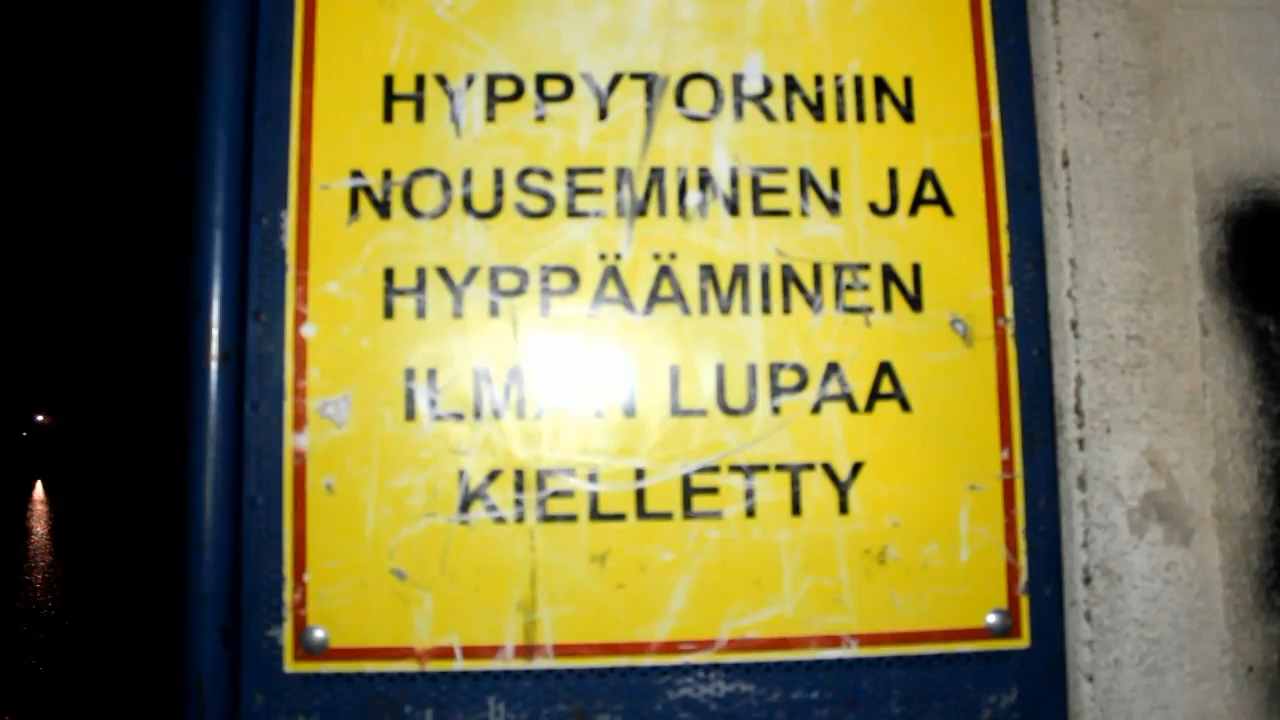 HYPPYTORNIIN
NOUSEMINEN JA
HYPPÄÄMINEN
ILMAN LUPAA
KIELLETTY